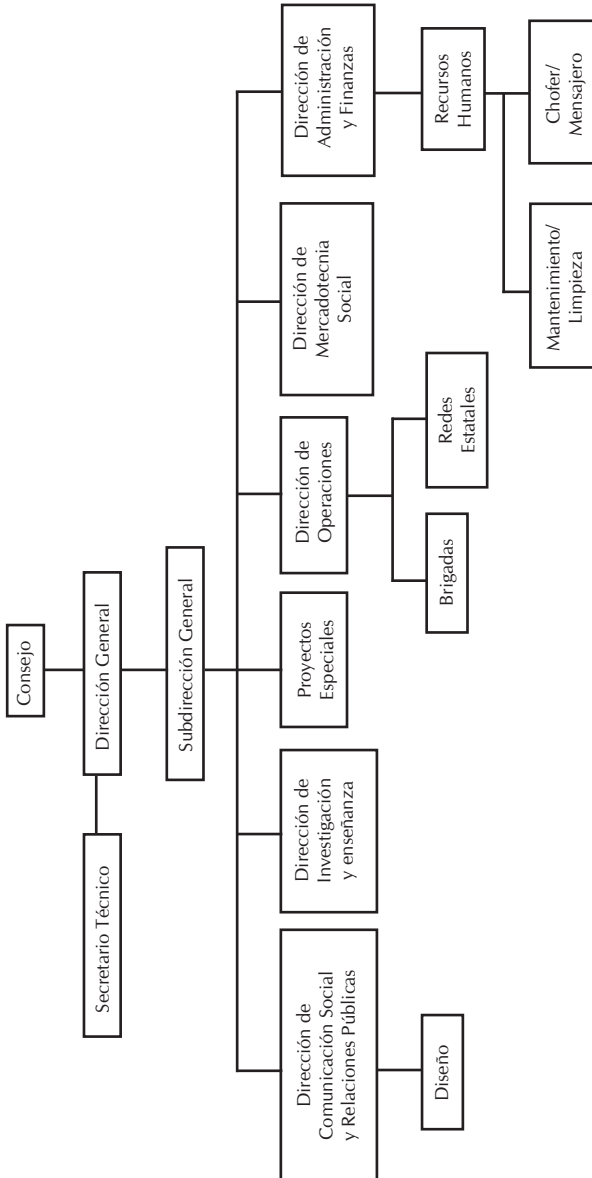 Consejo
Secretario Técnico
Dirección General
Subdirección General
Dirección de
Comunicación Social
y Relaciones Públicas
Dirección de
Investigación
y enseñanza
Proyectos
Especiales
Dirección de
Operaciones
Dirección de
Mercadotecnia
Social
Dirección de
Administración
y Finanzas
Diseño
Brigadas
Redes
Estatales
Recursos
Humanos
Mantenimiento/
Limpieza
Chofer/
Mensajero